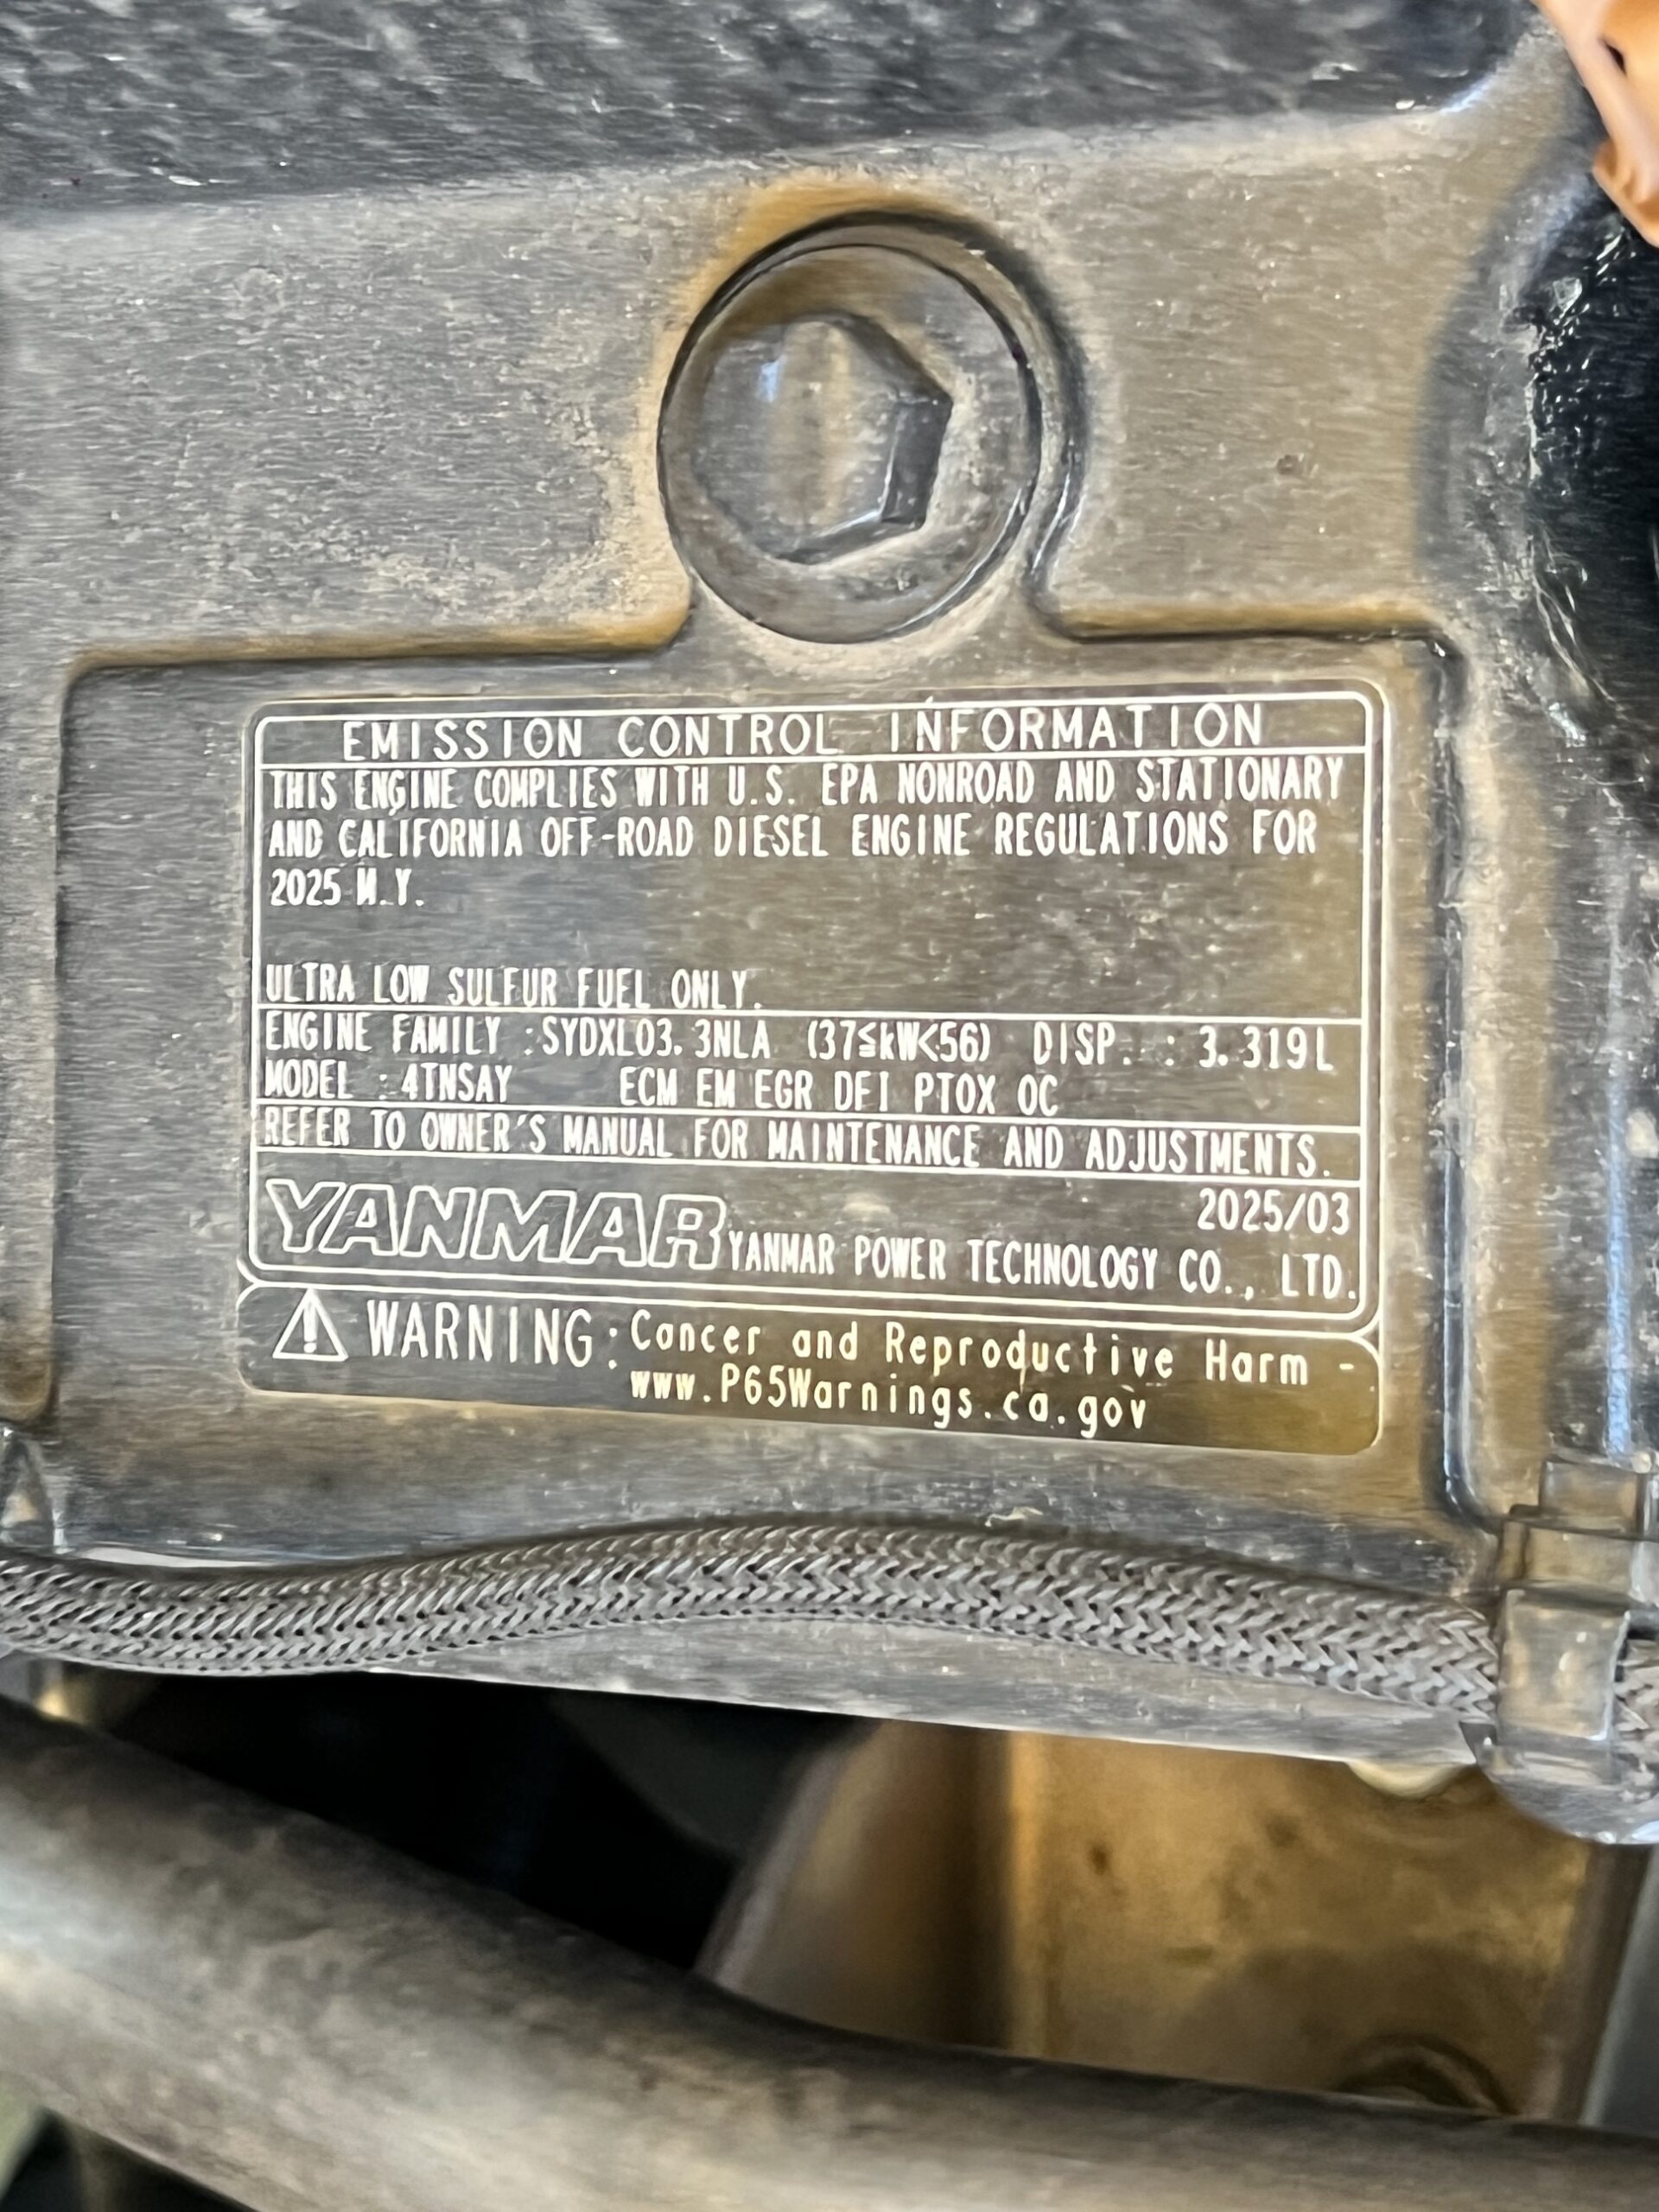 EMISSION CONTROL INFORMATION
THIS ENGINE COMPLIES WITH U.S. EPA NONROAD AND STATIONARY
AND CALIFORNIA OFF-ROAD DIESEL ENGINE REGULATIONS FOR
2025 M.Y.
ULTRA LOW SULFUR FUEL ONLY.
ENGINE FAMILY :SYDXL03.3NLA (37≦kW<56) DISP. : 3.319L
MODEL :4TNSAY ECM EM EGR DFI PTOX OC
REFER TO OWNER'S MANUAL FOR MAINTENANCE AND ADJUSTMENTS.
2025/03
YANMAR YANMAR POWER TECHNOLOGY CO., LTD.
WARNING: Cancer and Reproductive Harm -
www.P65Warnings.ca.gov